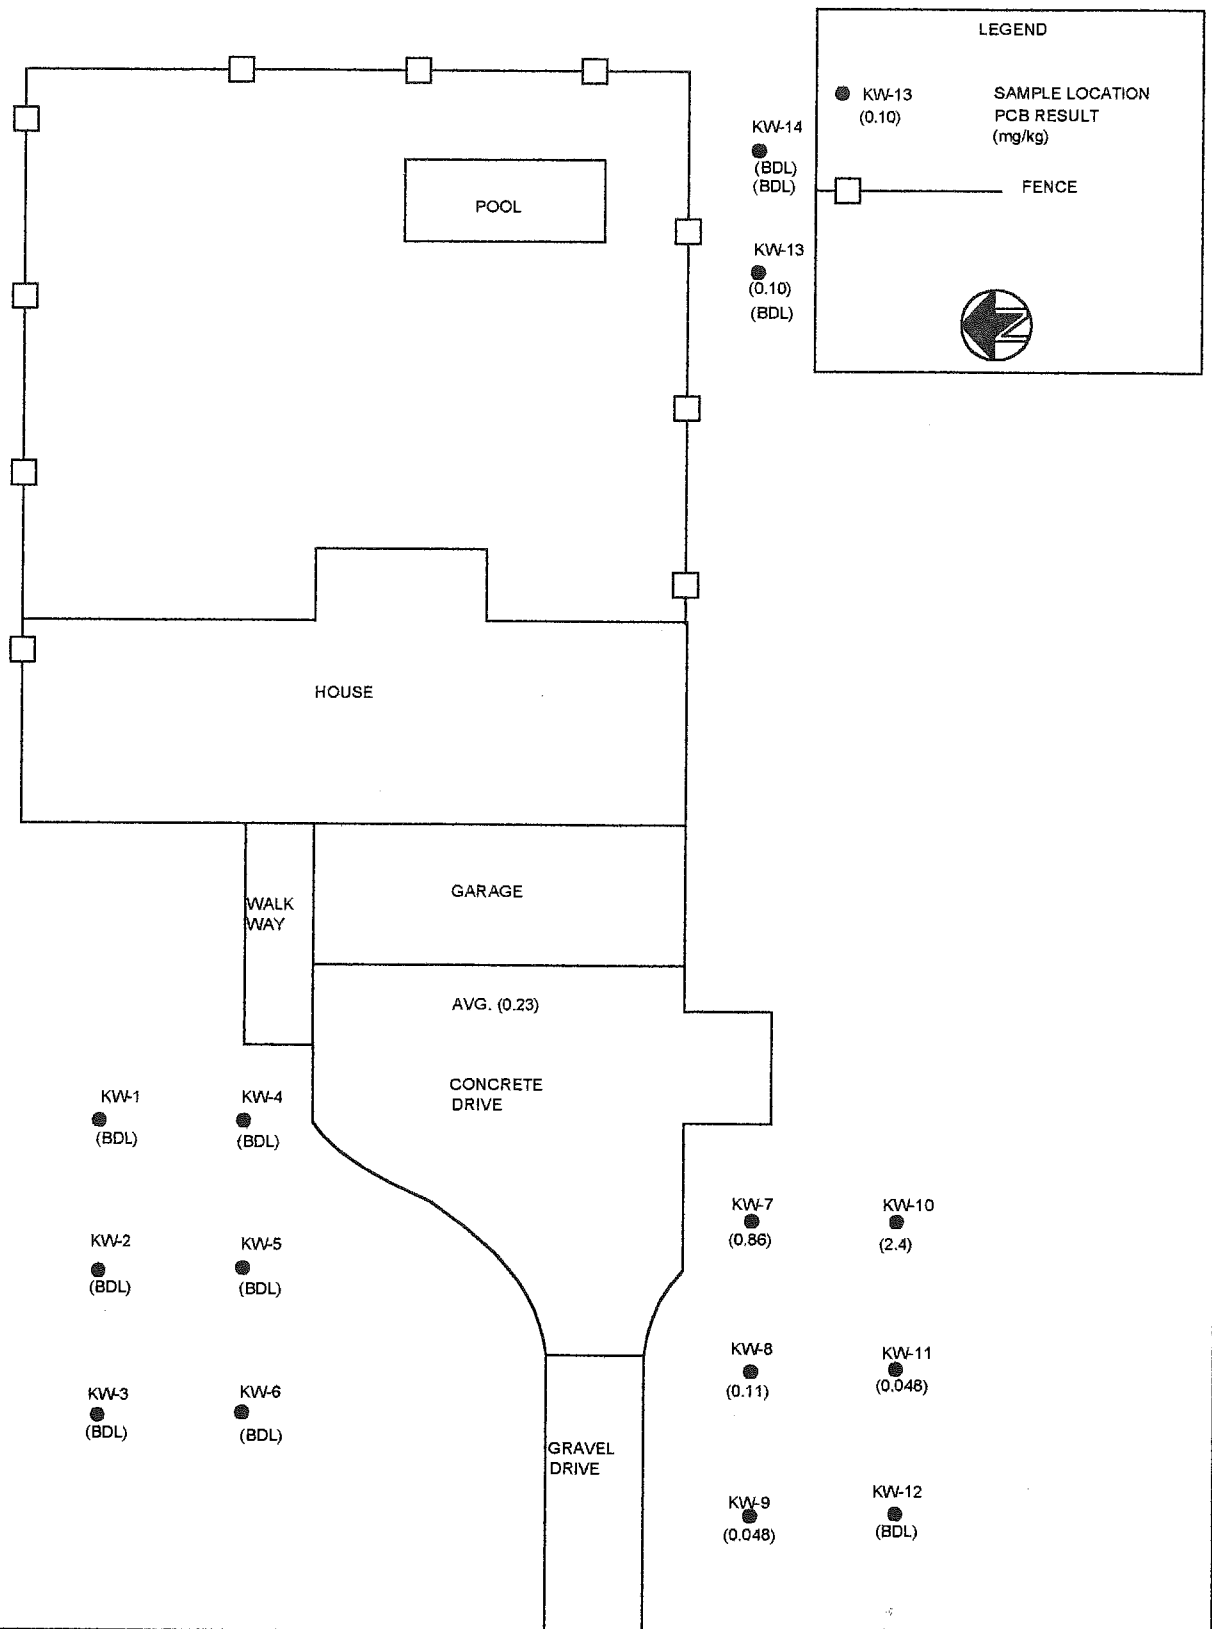 LEGEND
KW-13
(0.10)
SAMPLE LOCATION
PCB RESULT
(mg/kg)
FENCE
N
KW-14
(BDL)
(BDL)
KW-13
(0.10)
(BDL)
POOL
HOUSE
WALK
WAY
GARAGE
AVG. (0.23)
CONCRETE
DRIVE
KW-1
(BDL)
KW-4
(BDL)
KW-2
(BDL)
KW-5
(BDL)
KW-3
(BDL)
KW-6
(BDL)
KW-7
(0.86)
KW-10
(2.4)
KW-8
(0.11)
KW-11
(0.048)
GRAVEL
DRIVE
KW-9
(0.048)
KW-12
(BDL)